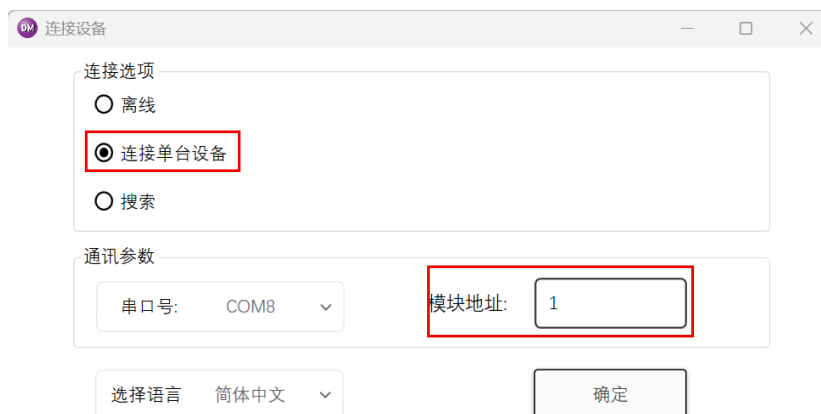 DM 连接设备
连接选项
离线
连接单台设备
搜索
通讯参数
串口号: COM8 模块地址: 1
选择语言 简体中文 确定